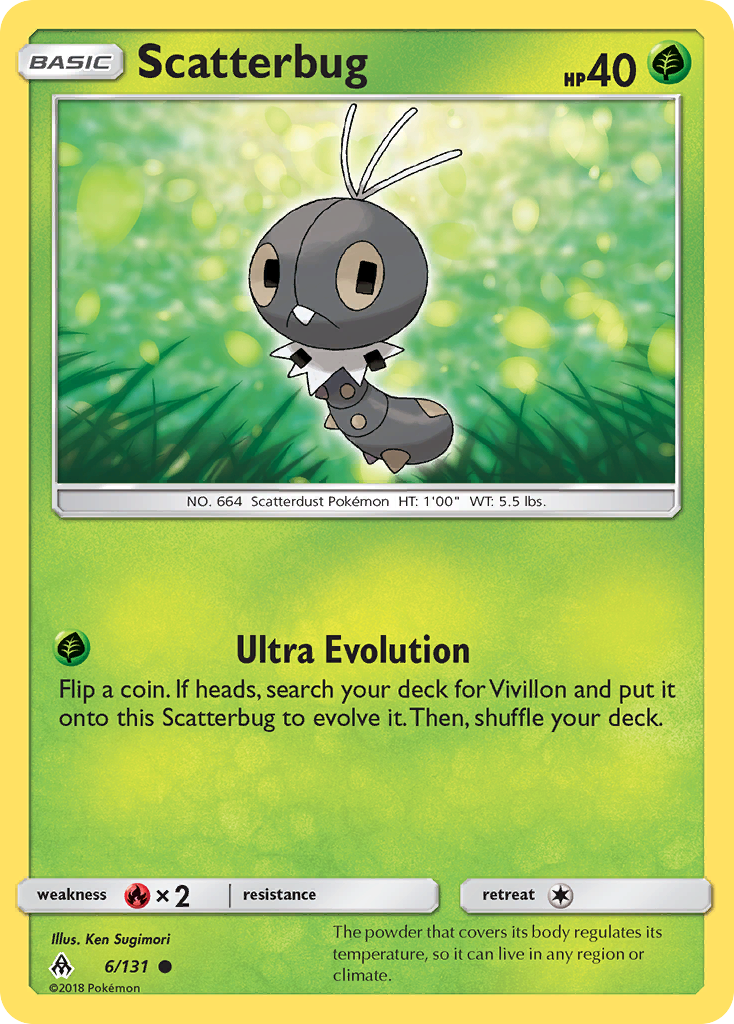 BASIC Scatterbug HP40
NO. 664 Scatterdust Pokémon HT: 1'00" WT: 5.5 lbs.
Ultra Evolution
Flip a coin. If heads, search your deck for Vivillon and put it
onto this Scatterbug to evolve it. Then, shuffle your deck.
weakness ×2 resistance retreat
Illus. Ken Sugimori
6/131
©2018 Pokémon
The powder that covers its body regulates its
temperature, so it can live in any region or
climate.